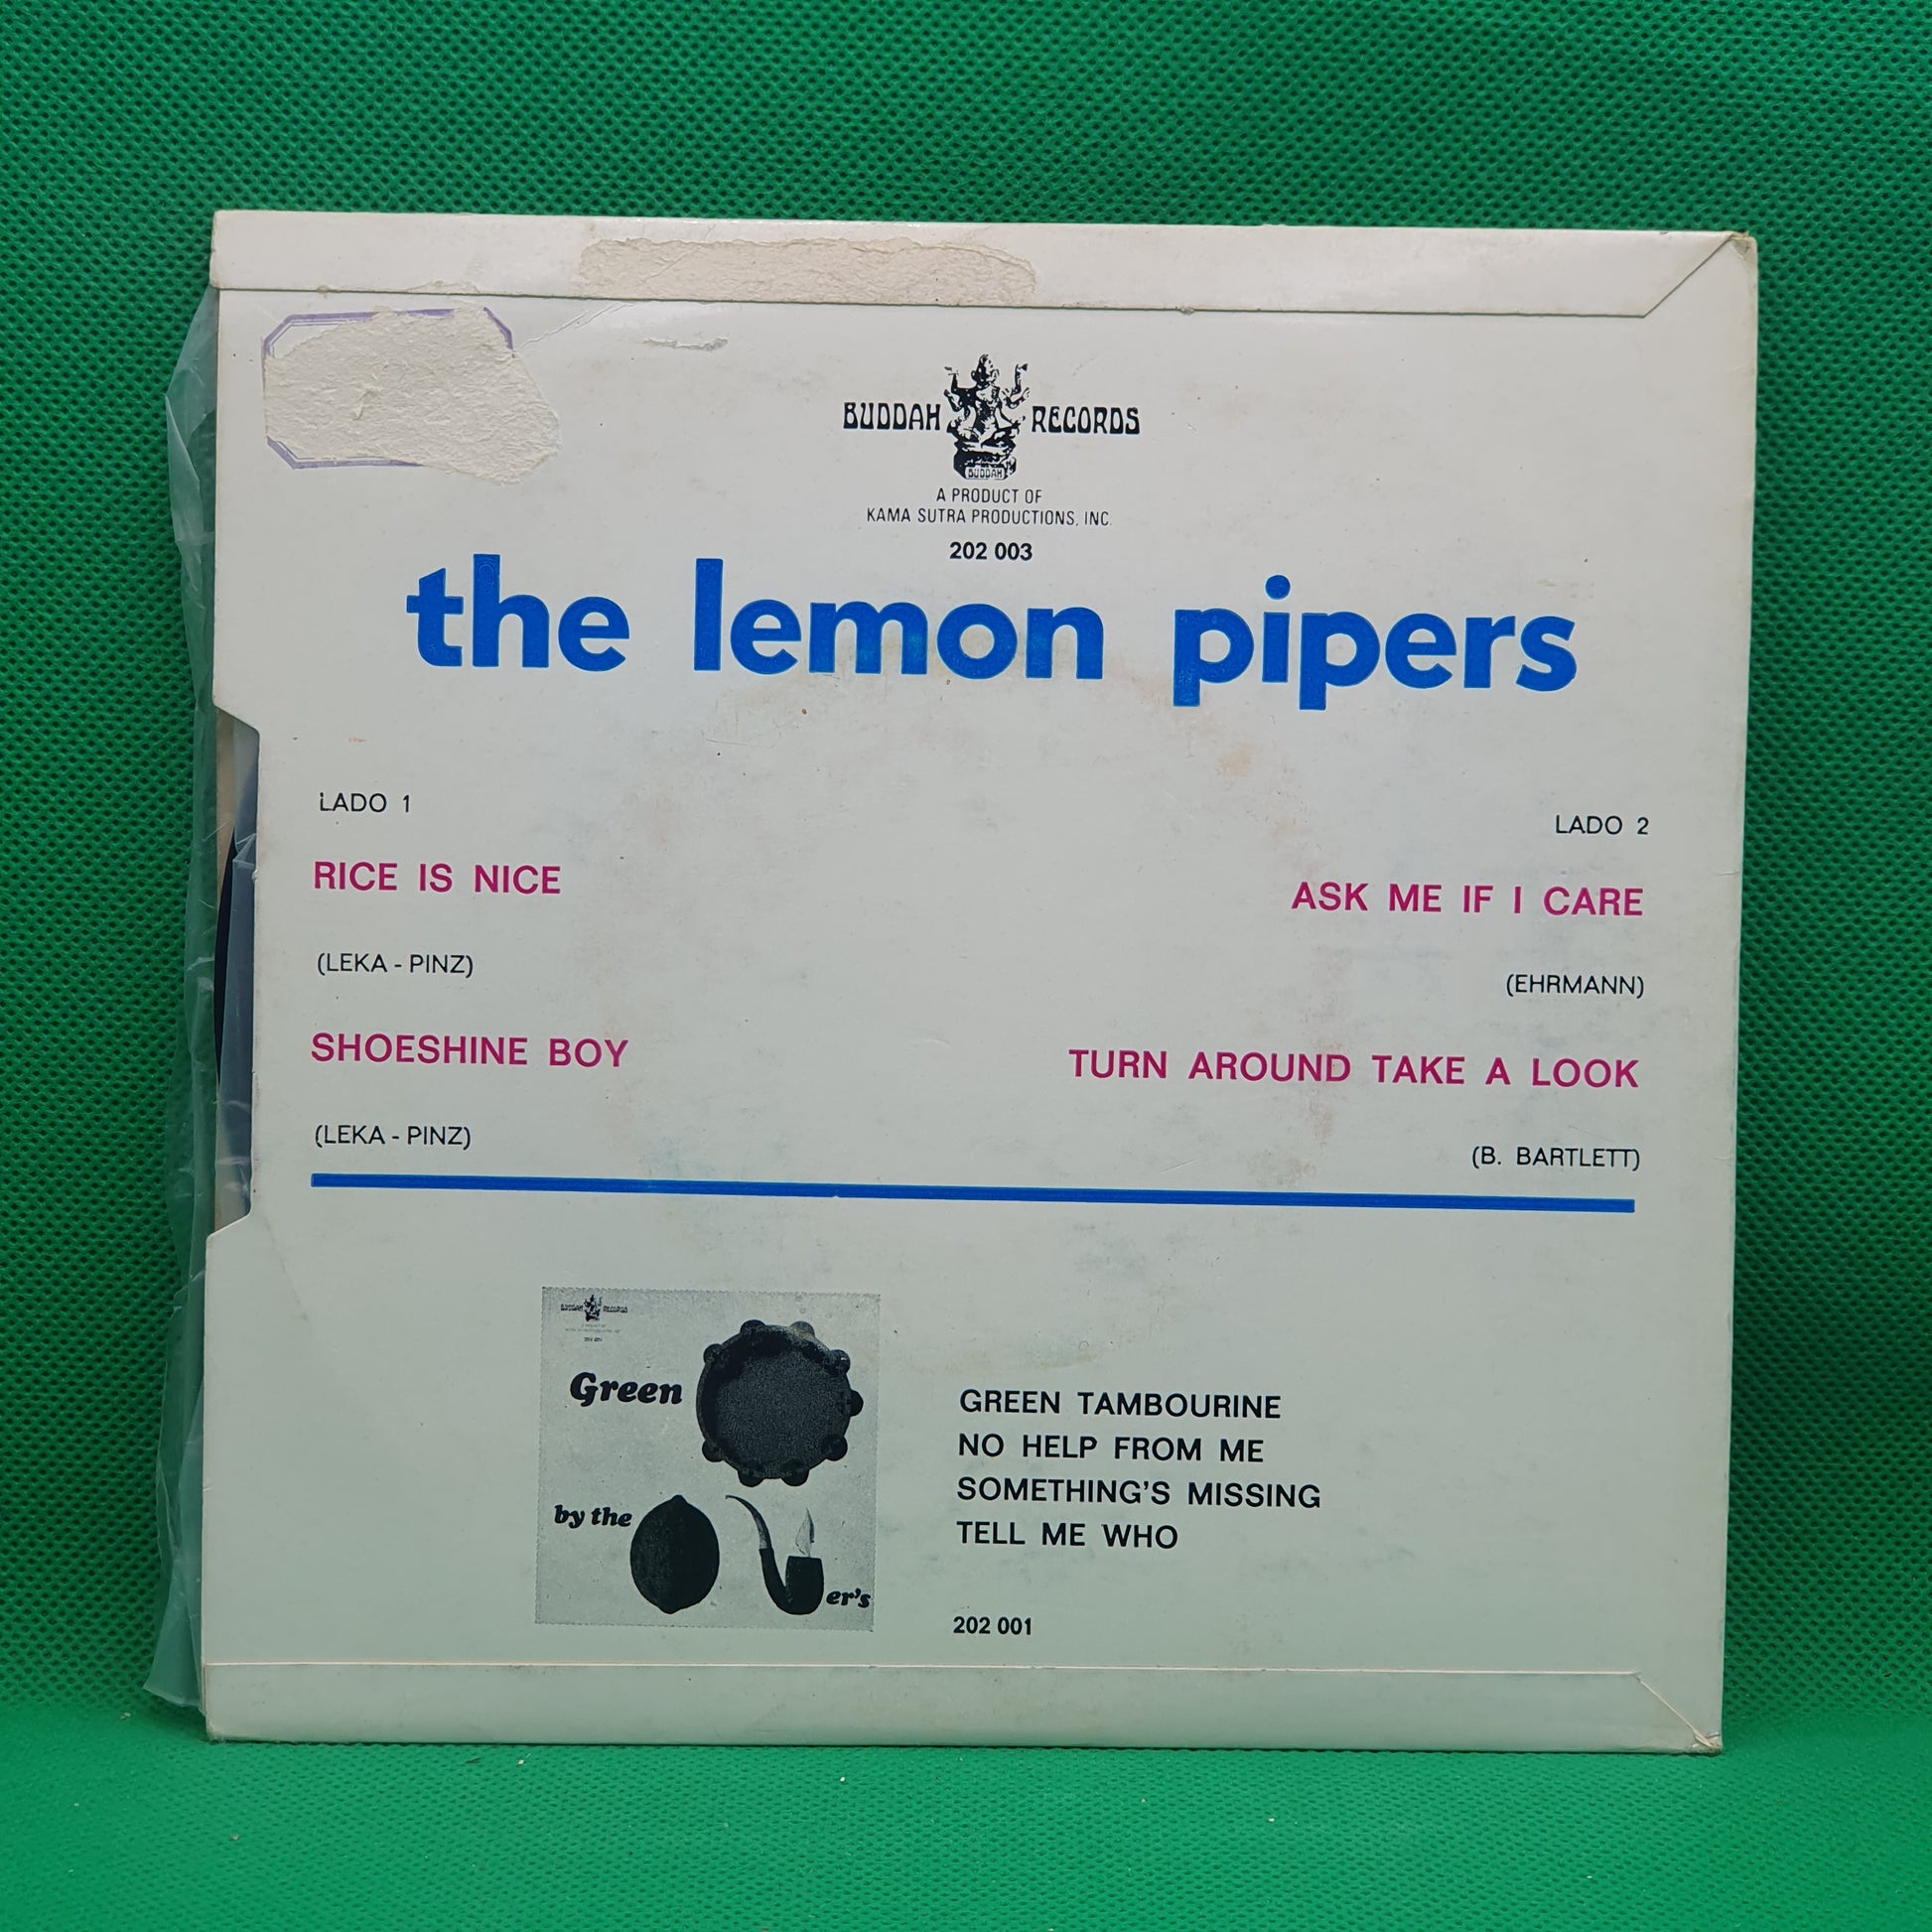 BUDDAH RECORDS
BUDDAH
A PRODUCT OF
KAMA SUTRA PRODUCTIONS, INC.
202 003
the lemon pipers
LADO 1
RICE IS NICE
(LEKA - PINZ)
SHOESHINE BOY
(LEKA - PINZ)
LADO 2
ASK ME IF I CARE
(EHRMANN)
TURN AROUND TAKE A LOOK
(B. BARTLETT)
BUDDAH RECORDS
Green
by the
er's
GREEN TAMBOURINE
NO HELP FROM ME
SOMETHING'S MISSING
TELL ME WHO
202 001